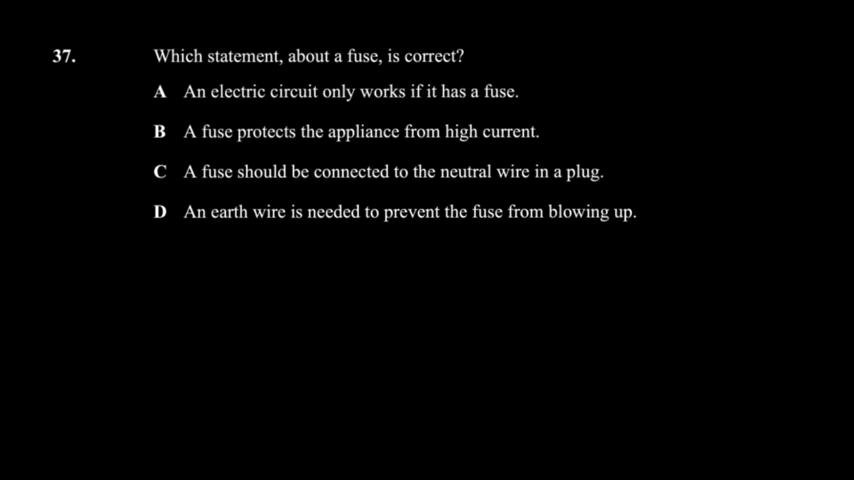 37. Which statement, about a fuse, is correct?
A An electric circuit only works if it has a fuse.
B A fuse protects the appliance from high current.
C A fuse should be connected to the neutral wire in a plug.
D An earth wire is needed to prevent the fuse from blowing up.